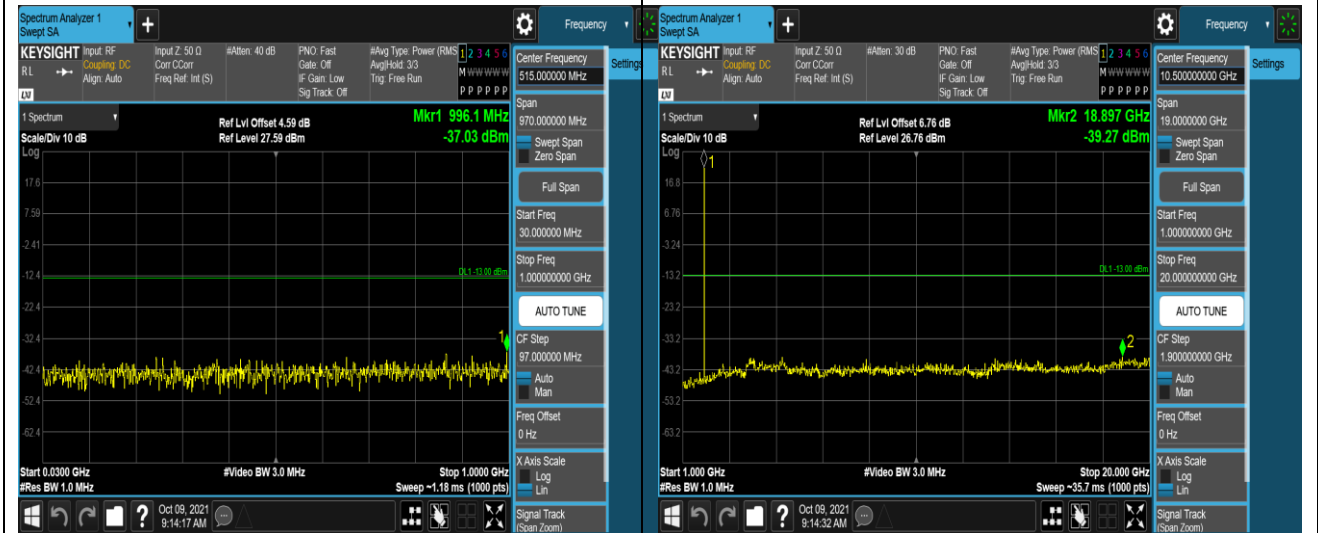 Spectrum Analyzer 1
Swept SA
+
Frequency
KEYSIGHT
RL
LXI
Input: RF
Coupling: DC
Align: Auto
Input Z: 50 Ω
Corr CCorr
Freq Ref: Int (S)
#Atten: 40 dB
PNO: Fast
Gate: Off
IF Gain: Low
Sig Track: Off
#Avg Type: Power (RMS
Avg|Hold: 3/3
Trig: Free Run
1 2 3 4 5 6
M W W W W W
P P P P P P
Center Frequency
515.000000 MHz
Settings
1 Spectrum
Scale/Div 10 dB
Log
Ref Lvl Offset 4.59 dB
Ref Level 27.59 dBm
Mkr1 996.1 MHz
-37.03 dBm
17.6
7.59
-2.41
-12.4
-22.4
-32.4
-42.4
-52.4
-62.4
DL1 -13.00 dBm
1
Start 0.0300 GHz
#Res BW 1.0 MHz
#Video BW 3.0 MHz
Stop 1.0000 GHz
Sweep ~1.18 ms (1000 pts)
Span
970.000000 MHz
Swept Span
Zero Span
Full Span
Start Freq
30.000000 MHz
Stop Freq
1.000000000 GHz
AUTO TUNE
CF Step
97.000000 MHz
Auto
Man
Freq Offset
0 Hz
X Axis Scale
Log
Lin
Signal Track
(Span Zoom)
?
Oct 09, 2021
9:14:17 AM
Spectrum Analyzer 1
Swept SA
+
Frequency
KEYSIGHT
RL
LXI
Input: RF
Coupling: DC
Align: Auto
Input Z: 50 Ω
Corr CCorr
Freq Ref: Int (S)
#Atten: 30 dB
PNO: Fast
Gate: Off
IF Gain: Low
Sig Track: Off
#Avg Type: Power (RMS
Avg|Hold: 3/3
Trig: Free Run
1 2 3 4 5 6
M W W W W W
P P P P P P
Center Frequency
10.500000000 GHz
Settings
1 Spectrum
Scale/Div 10 dB
Log
Ref Lvl Offset 6.76 dB
Ref Level 26.76 dBm
Mkr2 18.897 GHz
-39.27 dBm
1
16.8
6.76
-3.24
-13.2
-23.2
-33.2
-43.2
-53.2
-63.2
DL1 -13.00 dBm
2
Start 1.000 GHz
#Res BW 1.0 MHz
#Video BW 3.0 MHz
Stop 20.000 GHz
Sweep ~35.7 ms (1000 pts)
Span
19.0000000 GHz
Swept Span
Zero Span
Full Span
Start Freq
1.000000000 GHz
Stop Freq
20.000000000 GHz
AUTO TUNE
CF Step
1.900000000 GHz
Auto
Man
Freq Offset
0 Hz
X Axis Scale
Log
Lin
Signal Track
(Span Zoom)
?
Oct 09, 2021
9:14:32 AM